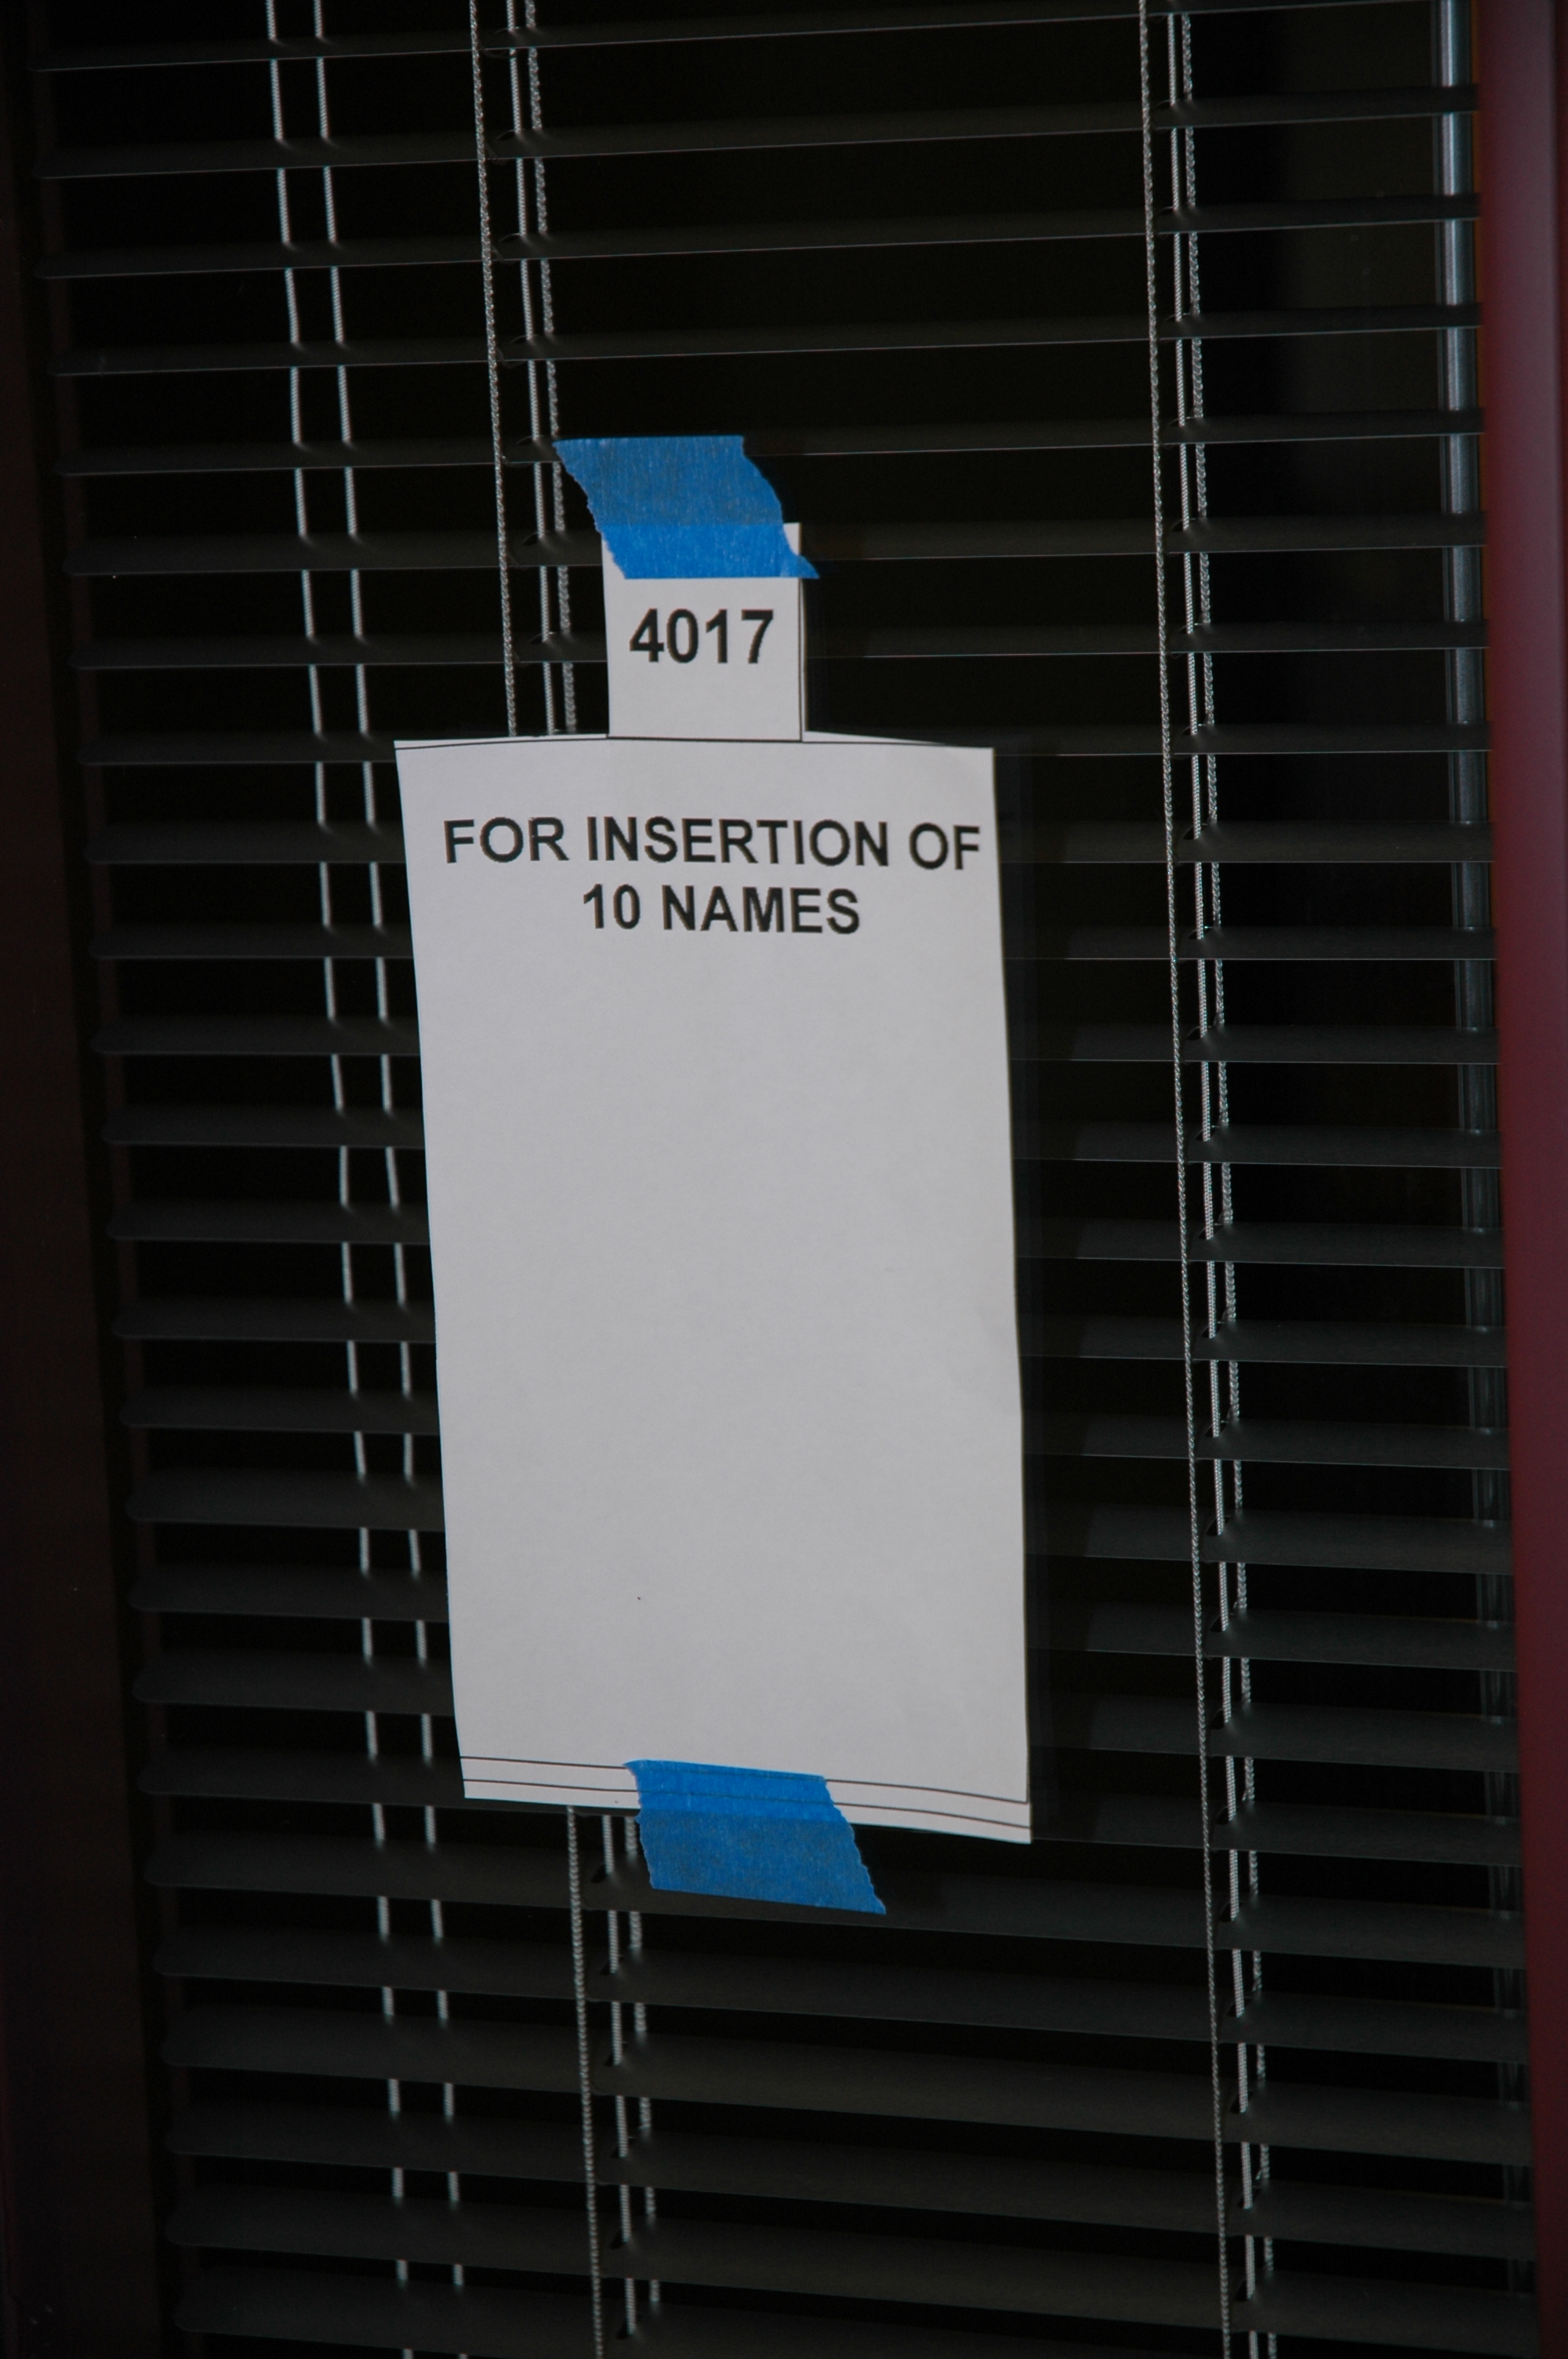 4017
FOR INSERTION OF
10 NAMES